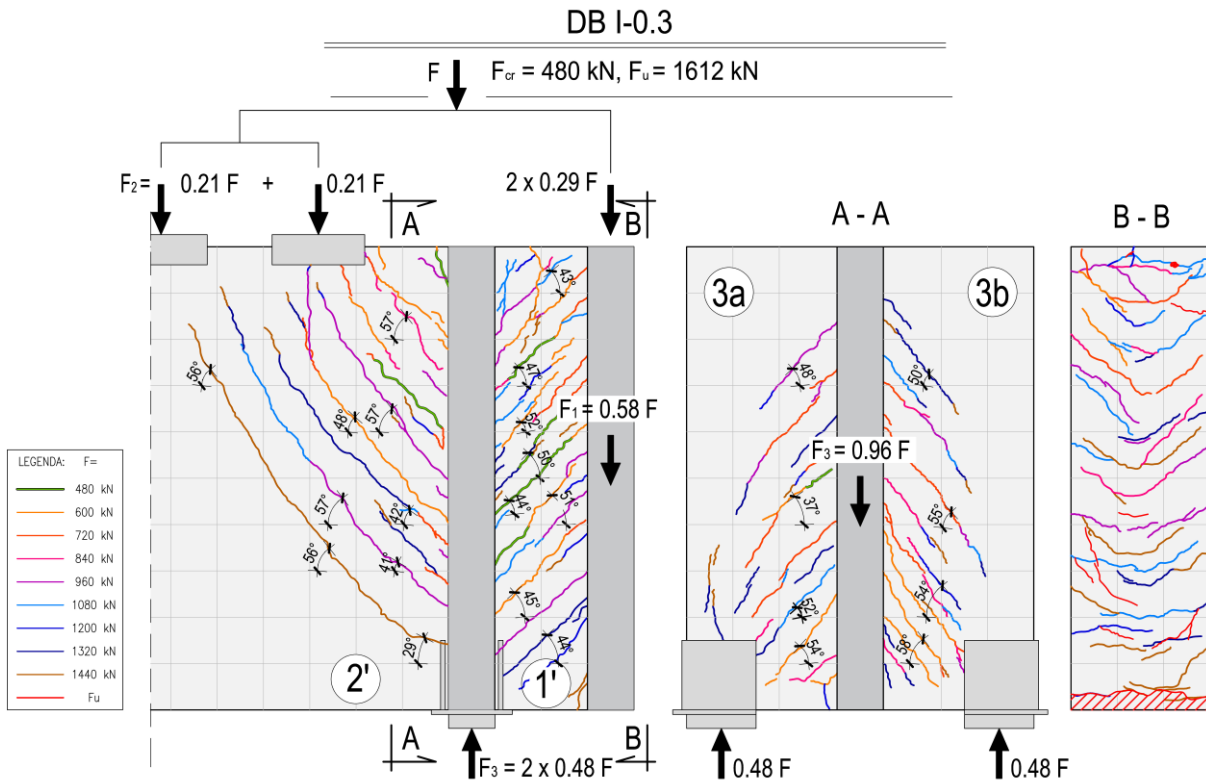 DB I-0.3
F
Fcr = 480 kN, Fu = 1612 kN
F2 = 0.21 F + 0.21 F
2 x 0.29 F
A
B
A - A
B - B
3a
3b
43°
57°
47°
48°
50°
56°
48°
57°
52°
F1 = 0.58 F
F3 = 0.96 F
50°
LEGENDA: F=
480 kN
600 kN
720 kN
840 kN
960 kN
1080 kN
1200 kN
1320 kN
1440 kN
Fu
57°
42°
44°
51°
37°
55°
56°
41°
45°
52°
54°
29°
44°
54°
58°
2'
1'
A
B
F3 = 2 x 0.48 F
0.48 F
0.48 F